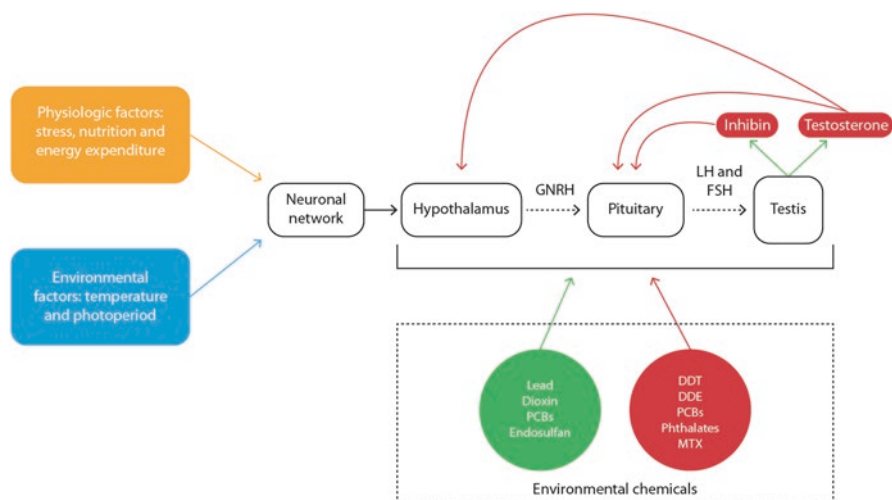 Physiologic factors:
stress, nutrition and
energy expenditure
Environmental
factors: temperature
and photoperiod
Neuronal
network
Hypothalamus
GNRH
Pituitary
LH and
FSH
Testis
Inhibin
Testosterone
Lead
Dioxin
PCBs
Endosulfan
DDT
DDE
PCBs
Phthalates
MTX
Environmental chemicals